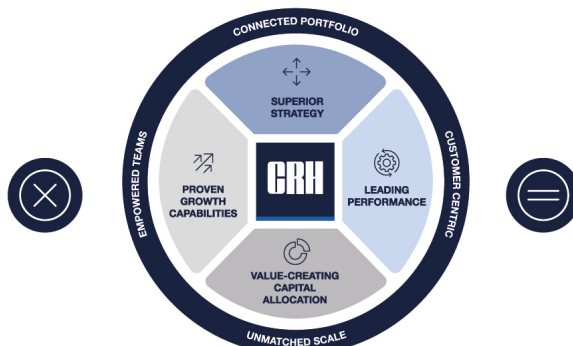 CONNECTED PORTFOLIO
SUPERIOR
STRATEGY
EMPOWERED TEAMS
PROVEN
GROWTH
CAPABILITIES
CRH
LEADING
PERFORMANCE
CUSTOMER CENTRIC
VALUE-CREATING
CAPITAL
ALLOCATION
UNMATCHED SCALE